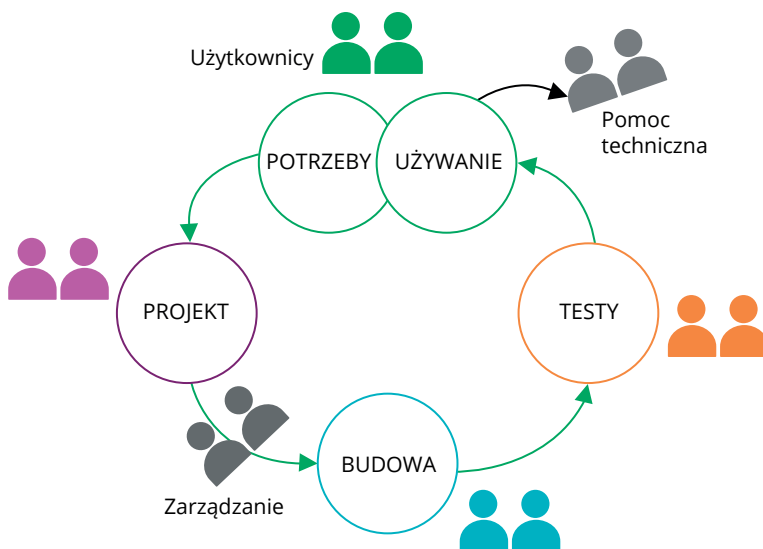 Użytkownicy
Pomoc
techniczna
POTRZEBY
UŻYWANIE
PROJEKT
TESTY
BUDOWA
Zarządzanie